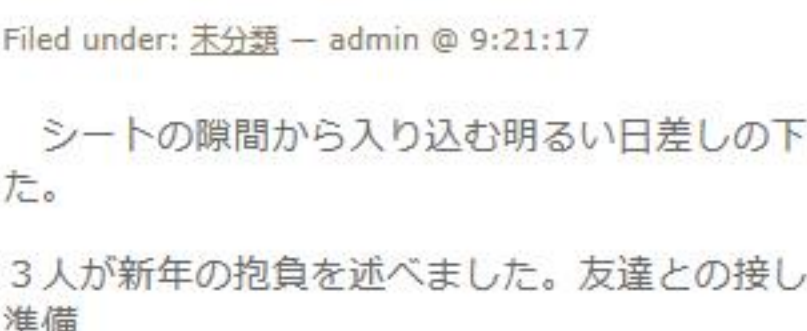 Filed under: 未分類 — admin @ 9:21:17
　シートの隙間から入り込む明るい日差しの下
た。
３人が新年の抱負を述べました。友達との接し
準備